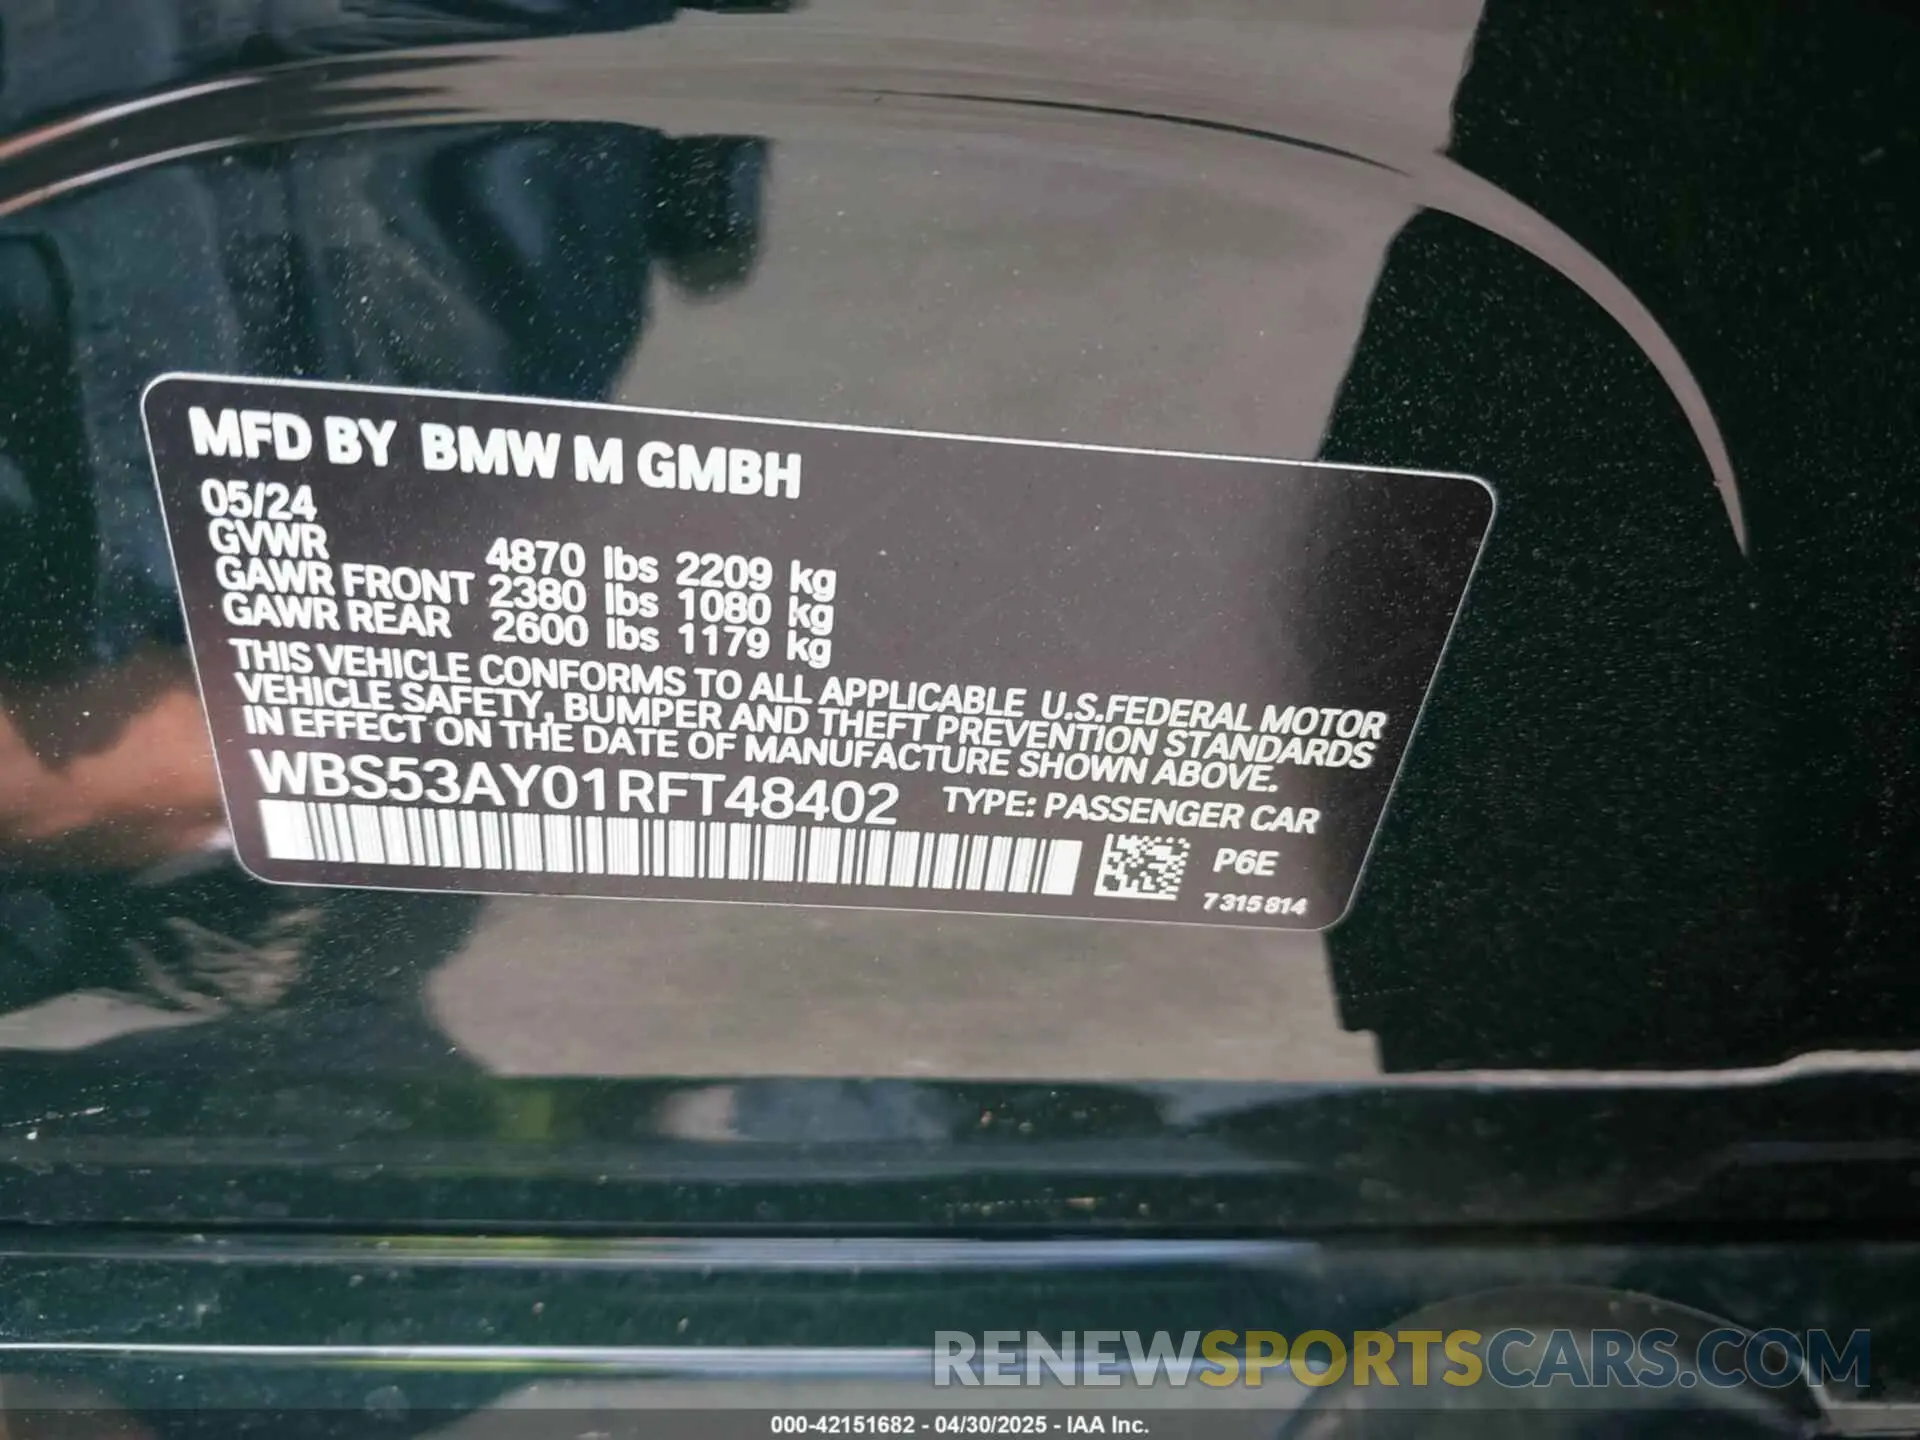 MFD BY BMW M GMBH
05/24
GVWR 4870 lbs 2209 kg
GAWR FRONT 2380 lbs 1080 kg
GAWR REAR 2600 lbs 1179 kg
THIS VEHICLE CONFORMS TO ALL APPLICABLE U.S.FEDERAL MOTOR
VEHICLE SAFETY, BUMPER AND THEFT PREVENTION STANDARDS
IN EFFECT ON THE DATE OF MANUFACTURE SHOWN ABOVE.
WBS53AY01RFT48402 TYPE: PASSENGER CAR
P6E
7 315 814
RENEWSPORTSCARS.COM
000-42151682 - 04/30/2025 - IAA Inc.